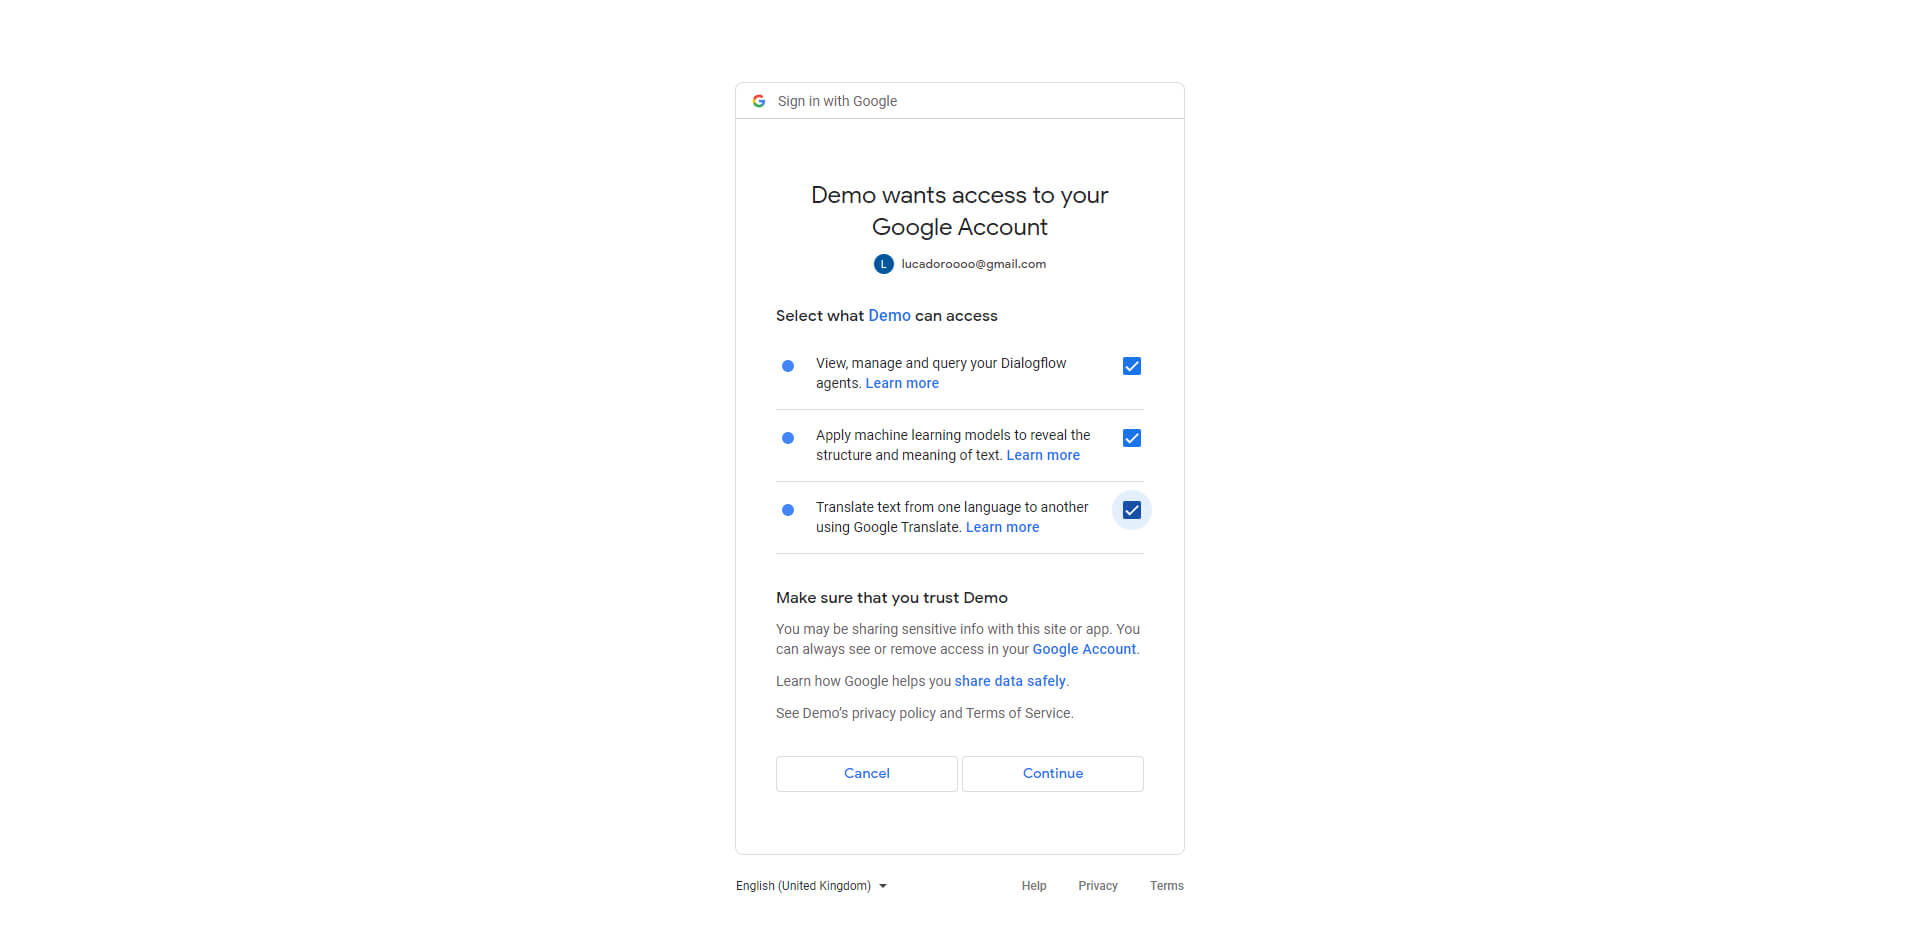 Sign in with Google
Demo wants access to your
Google Account
L lucadoroooo@gmail.com
Select what Demo can access
View, manage and query your Dialogflow
agents. Learn more
Apply machine learning models to reveal the
structure and meaning of text. Learn more
Translate text from one language to another
using Google Translate. Learn more
Make sure that you trust Demo
You may be sharing sensitive info with this site or app. You
can always see or remove access in your Google Account.
Learn how Google helps you share data safely.
See Demo's privacy policy and Terms of Service.
Cancel Continue
English (United Kingdom) Help Privacy Terms